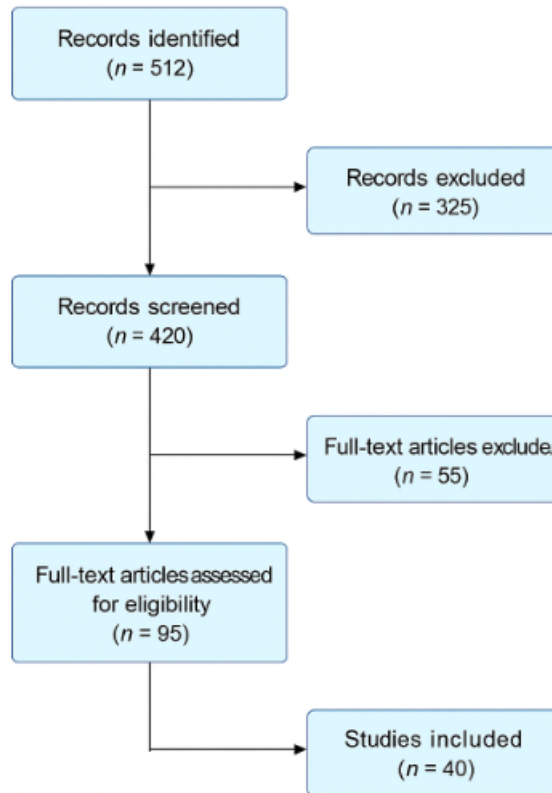 Records identified
(n = 512)
Records excluded
(n = 325)
Records screened
(n = 420)
Full-text articles exclude
(n = 55)
Full-text articles assessed
for eligibility
(n = 95)
Studies included
(n = 40)